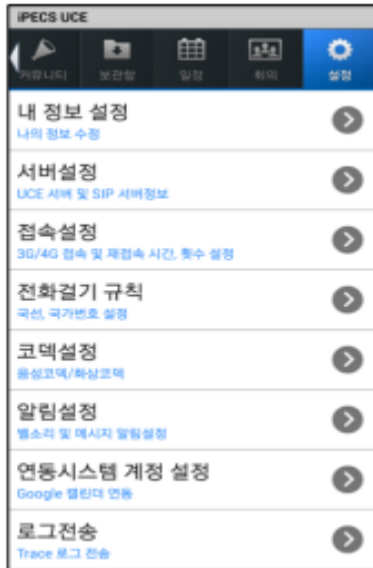 iPECS UCE
커뮤니티 보관함 일정 회의 설정
내 정보 설정
나의 정보 수정
서버설정
UCE 서버 및 SIP 서버정보
접속설정
3G/4G 접속 및 재접속 시간, 횟수 설정
전화걸기 규칙
국선, 국가번호 설정
코덱설정
음성코덱/화상코덱
알림설정
벨소리 및 메시지 알림설정
연동시스템 계정 설정
Google 캘린더 연동
로그전송
Trace 로그 전송